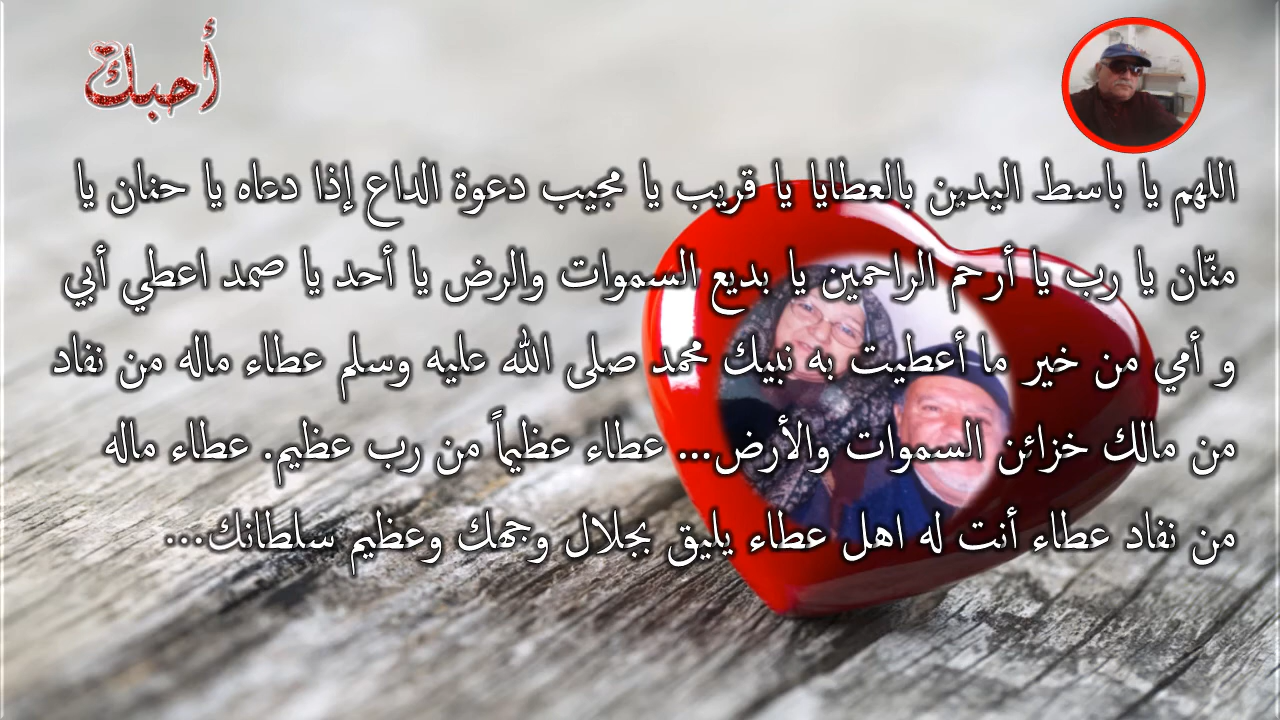 أحبك
اللهم يا باسط اليدين بالعطايا يا قريب يا مجيب دعوة الداع إذا دعاه يا حنان يا
منّان يا رب يا أرحم الراحمين يا بديع السموات والرض يا أحد يا صمد اعطي أبي
و أمي من خير ما أعطيت به نبيك محمد صلى الله عليه وسلم عطاء ماله من نفاد
من مالك خزائن السموات والأرض... عطاء عظيماً من رب عظيم. عطاء ماله
من نفاد عطاء أنت له اهل عطاء يليق بجلال وجهك وعظيم سلطانك...